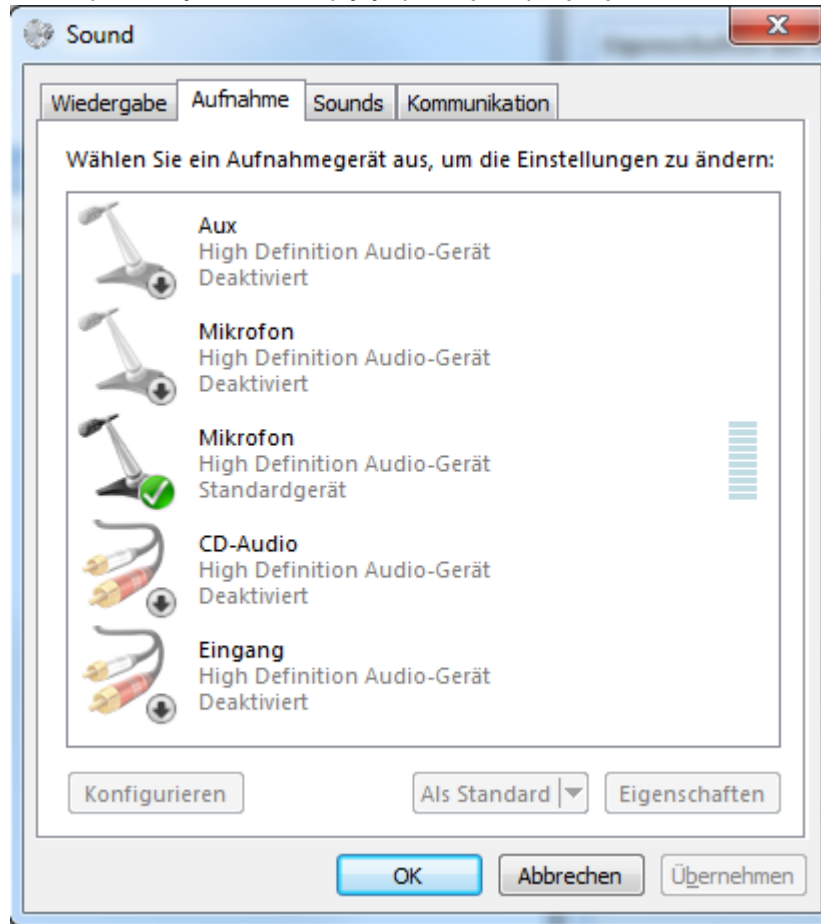 Sound
Wiedergabe Aufnahme Sounds Kommunikation
Wählen Sie ein Aufnahmegerät aus, um die Einstellungen zu ändern:
Aux
High Definition Audio-Gerät
Deaktiviert
Mikrofon
High Definition Audio-Gerät
Deaktiviert
Mikrofon
High Definition Audio-Gerät
Standardgerät
CD-Audio
High Definition Audio-Gerät
Deaktiviert
Eingang
High Definition Audio-Gerät
Deaktiviert
Konfigurieren Als Standard Eigenschaften
OK Abbrechen Übernehmen